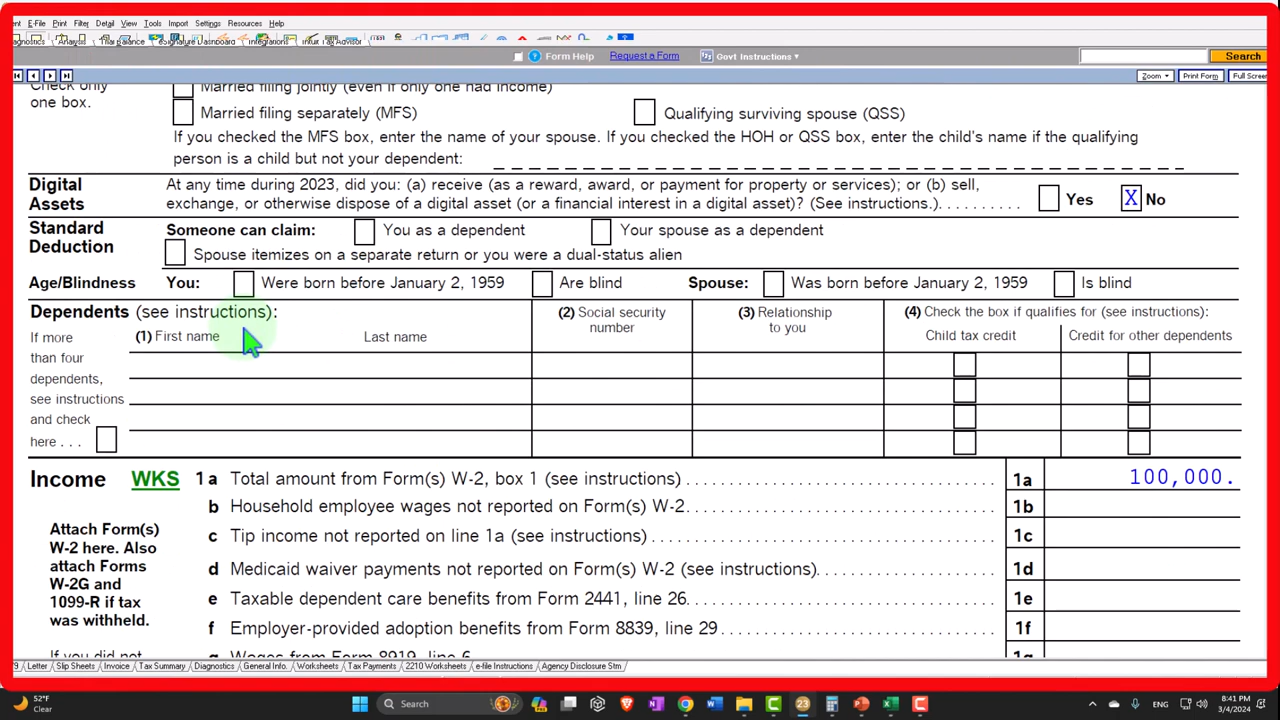 E-File Print Filter Detail View Tools Import Settings Resources Help
Form Help Request a Form Govt Instructions Search
Zoom Print Form Full Screen
Check only
one box.
Married filing jointly (even if only one had income)
Married filing separately (MFS) Qualifying surviving spouse (QSS)
If you checked the MFS box, enter the name of your spouse. If you checked the HOH or QSS box, enter the child's name if the qualifying
person is a child but not your dependent:
Digital
Assets
At any time during 2023, did you: (a) receive (as a reward, award, or payment for property or services); or (b) sell,
exchange, or otherwise dispose of a digital asset (or a financial interest in a digital asset)? (See instructions.) Yes X No
Standard
Deduction
Someone can claim: You as a dependent Your spouse as a dependent
Spouse itemizes on a separate return or you were a dual-status alien
Age/Blindness You: Were born before January 2, 1959 Are blind Spouse: Was born before January 2, 1959 Is blind
Dependents (see instructions):
(1) First name Last name
(2) Social security
number
(3) Relationship
to you
(4) Check the box if qualifies for (see instructions):
Child tax credit Credit for other dependents
If more
than four
dependents,
see instructions
and check
here . . .
Income WKS 1a Total amount from Form(s) W-2, box 1 (see instructions) 1a 100,000.
b Household employee wages not reported on Form(s) W-2 1b
c Tip income not reported on line 1a (see instructions) 1c
d Medicaid waiver payments not reported on Form(s) W-2 (see instructions) 1d
e Taxable dependent care benefits from Form 2441, line 26 1e
f Employer-provided adoption benefits from Form 8839, line 29 1f
g Wages from Form 8919, line 6
Attach Form(s)
W-2 here. Also
attach Forms
W-2G and
1099-R if tax
was withheld.
If you did not
Letter Slip Sheets Invoice Tax Summary Diagnostics General Info. Worksheets Tax Payments 2210 Worksheets e-file Instructions Agency Disclosure Stm
52°F
Clear
Search
ENG
8:41 PM
3/4/2024